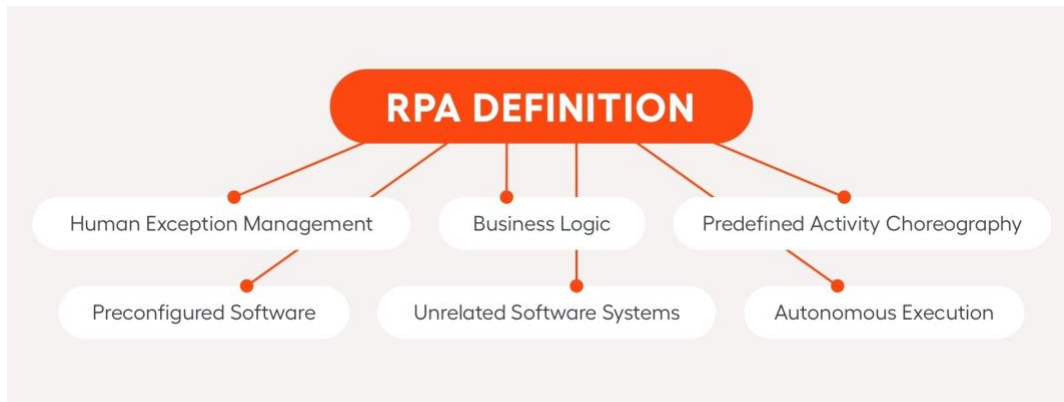 RPA DEFINITION
Human Exception Management
Business Logic
Predefined Activity Choreography
Preconfigured Software
Unrelated Software Systems
Autonomous Execution